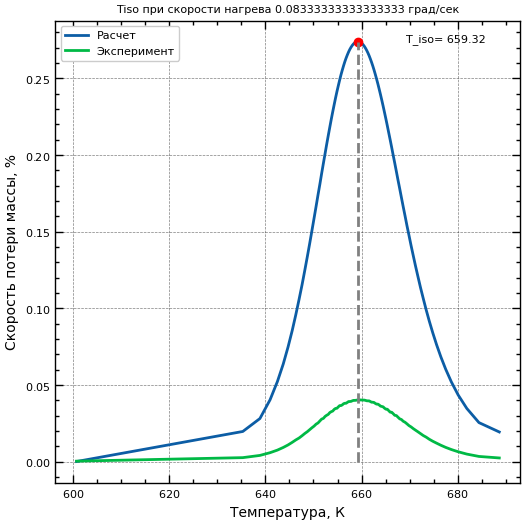 Tiso при скорости нагрева 0.08333333333333333 град/сек
Расчет
Эксперимент
T_iso= 659.32
Скорость потери массы, %
0.25
0.20
0.15
0.10
0.05
0.00
600
620
640
660
680
Температура, К